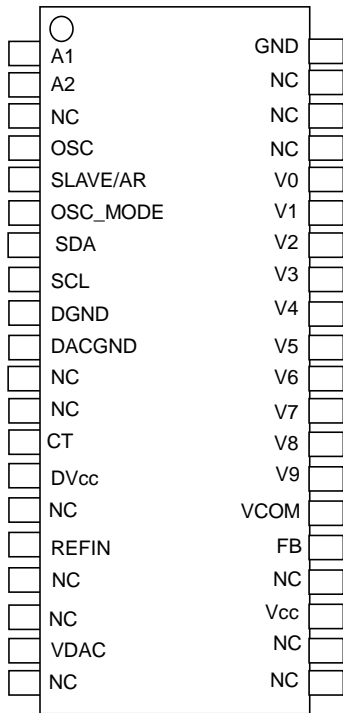 A1 GND
A2 NC
NC NC
OSC NC
SLAVE/AR V0
OSC_MODE V1
SDA V2
SCL V3
DGND V4
DACGND V5
NC V6
NC V7
CT V8
DVcc V9
NC VCOM
REFIN FB
NC NC
NC Vcc
VDAC NC
NC NC